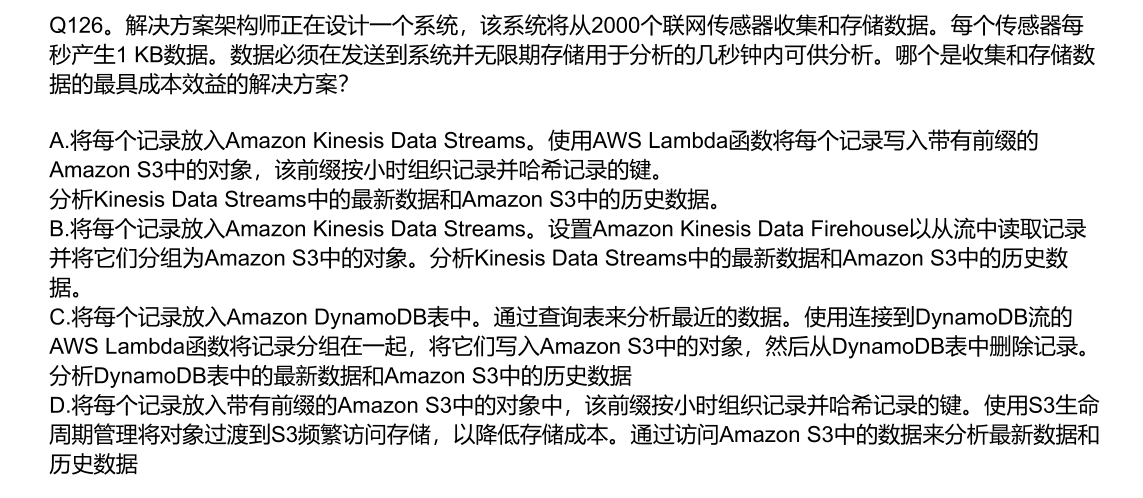 Q126。解决方案架构师正在设计一个系统，该系统将从2000个联网传感器收集和存储数据。每个传感器每
秒产生1 KB数据。数据必须在发送到系统并无限期存储用于分析的几秒钟内可供分析。哪个是收集和存储数
据的最具成本效益的解决方案？
A.将每个记录放入Amazon Kinesis Data Streams。使用AWS Lambda函数将每个记录写入带有前缀的
Amazon S3中的对象，该前缀按小时组织记录并哈希记录的键。
分析Kinesis Data Streams中的最新数据和Amazon S3中的历史数据。
B.将每个记录放入Amazon Kinesis Data Streams。设置Amazon Kinesis Data Firehouse以从流中读取记录
并将它们分组为Amazon S3中的对象。分析Kinesis Data Streams中的最新数据和Amazon S3中的历史数
据。
C.将每个记录放入Amazon DynamoDB表中。通过查询表来分析最近的数据。使用连接到DynamoDB流的
AWS Lambda函数将记录分组在一起，将它们写入Amazon S3中的对象，然后从DynamoDB表中删除记录。
分析DynamoDB表中的最新数据和Amazon S3中的历史数据
D.将每个记录放入带有前缀的Amazon S3中的对象中，该前缀按小时组织记录并哈希记录的键。使用S3生命
周期管理将对象过渡到S3频繁访问存储，以降低存储成本。通过访问Amazon S3中的数据来分析最新数据和
历史数据